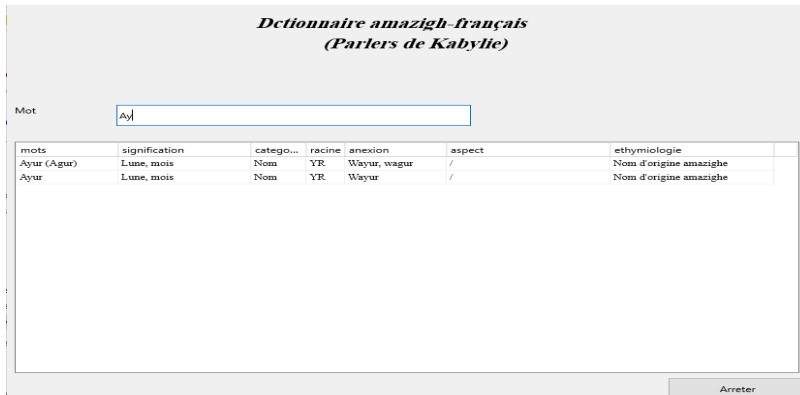 Dctionnaire amazigh-français
(Parlers de Kabylie)
Mot
Ay
mots signification catego... racine anexion aspect ethymiologie
Ayur (Agur) Lune, mois Nom YR Wayur, wagur / Nom d'origine amazighe
Ayur Lune, mois Nom YR Wayur / Nom d'origine amazighe
Arreter